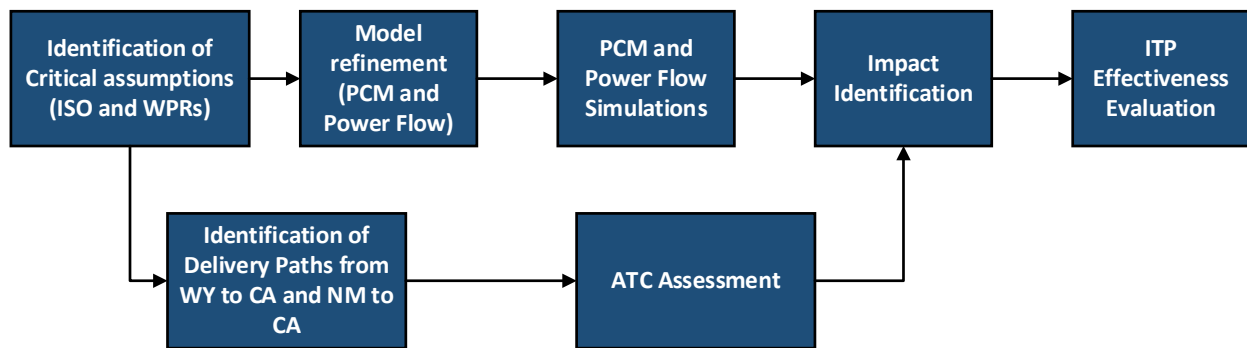 Identification of
Critical assumptions
(ISO and WPRs)
Model
refinement
(PCM and
Power Flow)
PCM and
Power Flow
Simulations
Impact
Identification
ITP
Effectiveness
Evaluation
Identification of
Delivery Paths from
WY to CA and NM to
CA
ATC Assessment